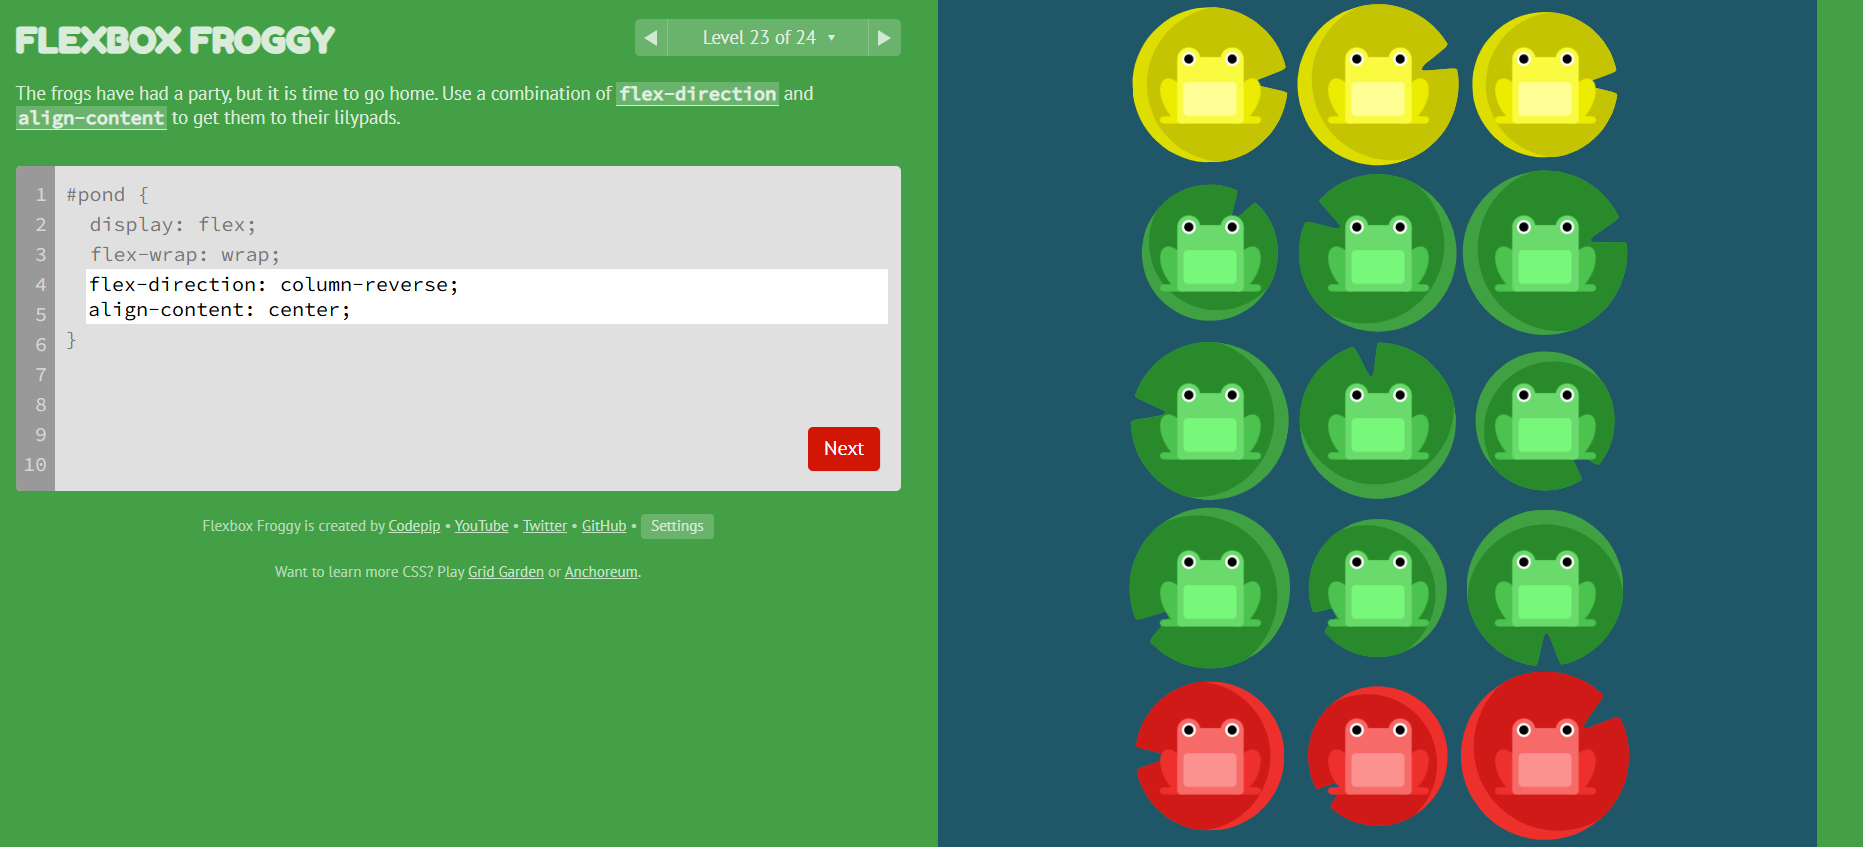 FLEXBOX FROGGY
◀ Level 23 of 24 ▼ ▶
The frogs have had a party, but it is time to go home. Use a combination of flex-direction and
align-content to get them to their lilypads.
1 #pond {
2 display: flex;
3 flex-wrap: wrap;
4 flex-direction: column-reverse;
5 align-content: center;
6 }
7
8
9
10
Next
Flexbox Froggy is created by Codepip • YouTube • Twitter • GitHub • Settings
Want to learn more CSS? Play Grid Garden or Anchoreum.